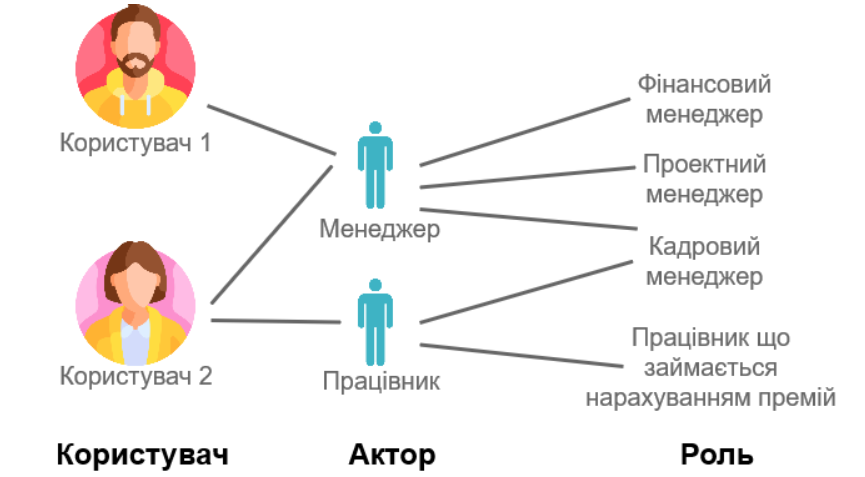 Користувач 1
Користувач 2
Менеджер
Працівник
Фінансовий
менеджер
Проектний
менеджер
Кадровий
менеджер
Працівник що
займається
нарахуванням премій
Користувач
Актор
Роль